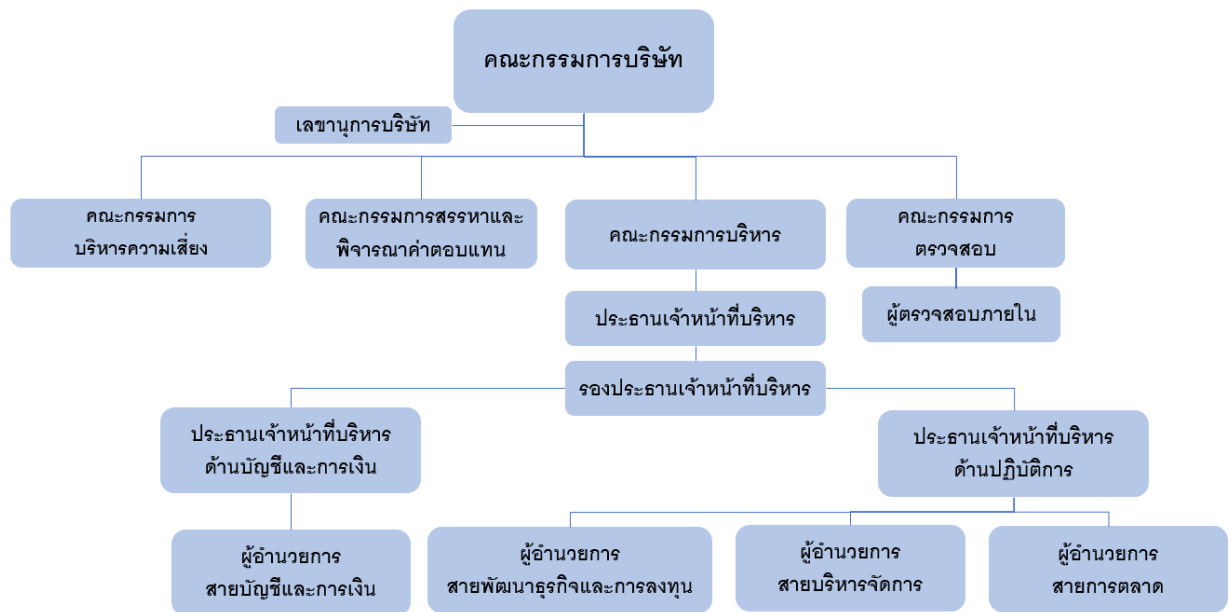 คณะกรรมการบริษัท
เลขานุการบริษัท
คณะกรรมการ
บริหารความเสี่ยง
คณะกรรมการสรรหาและ
พิจารณาค่าตอบแทน
คณะกรรมการบริหาร
คณะกรรมการ
ตรวจสอบ
ประธานเจ้าหน้าที่บริหาร
ผู้ตรวจสอบภายใน
รองประธานเจ้าหน้าที่บริหาร
ประธานเจ้าหน้าที่บริหาร
ด้านบัญชีและการเงิน
ประธานเจ้าหน้าที่บริหาร
ด้านปฏิบัติการ
ผู้อำนวยการ
สายบัญชีและการเงิน
ผู้อำนวยการ
สายพัฒนาธุรกิจและการลงทุน
ผู้อำนวยการ
สายบริหารจัดการ
ผู้อำนวยการ
สายการตลาด